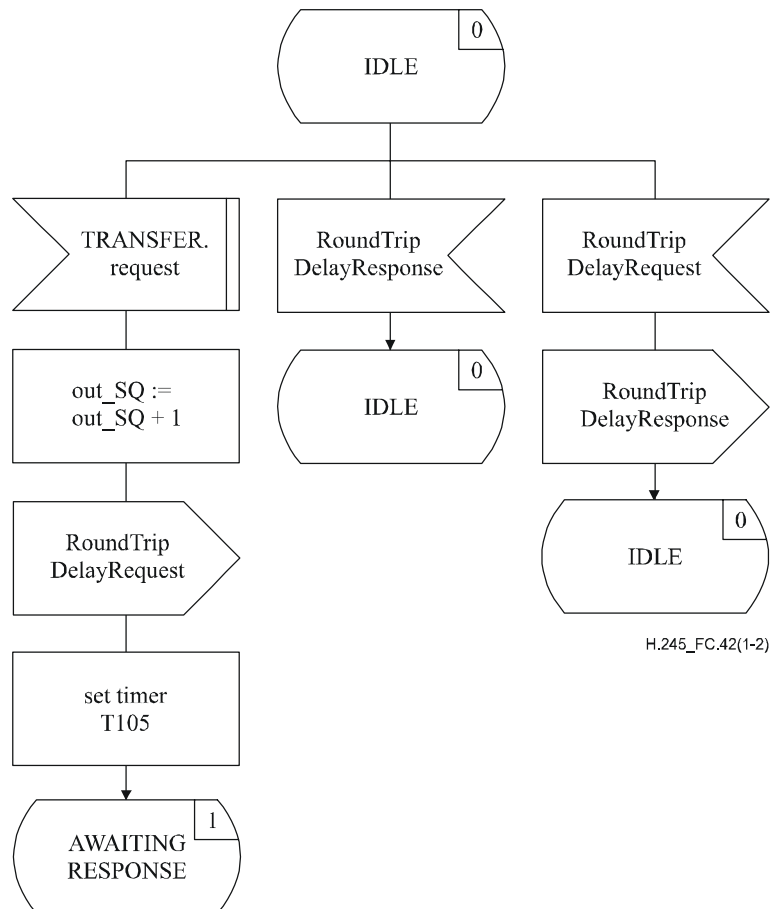 0
IDLE
TRANSFER.
request
RoundTrip
DelayResponse
RoundTrip
DelayRequest
out_SQ :=
out_SQ + 1
0
IDLE
RoundTrip
DelayResponse
RoundTrip
DelayRequest
0
IDLE
H.245_FC.42(1-2)
set timer
T105
1
AWAITING
RESPONSE